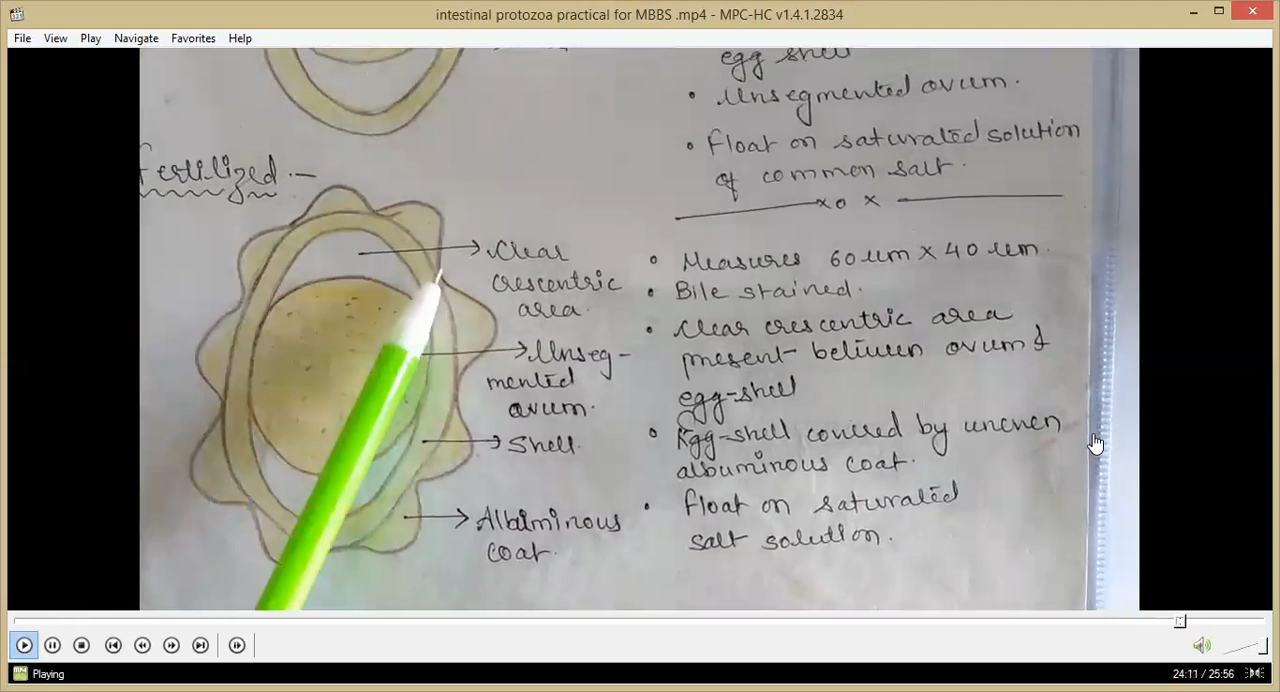 intestinal protozoa practical for MBBS .mp4 - MPC-HC v1.4.1.2834
File View Play Navigate Favorites Help
egg shell
• Unsegmented ovum.
• Float on saturated solution
of common salt.
x o x
Fertilized :-
→ Clear
crescentric
area.
→ Unseg-
mented
ovum.
→ Shell.
→ Albuminous
coat.
• Measures 60 um x 40 um.
• Bile stained.
• Clear crescentric area
present between ovum &
egg-shell
• Egg-shell covered by uneven
albuminous coat.
• Float on saturated
salt solution.
Playing
24:11 / 25:56